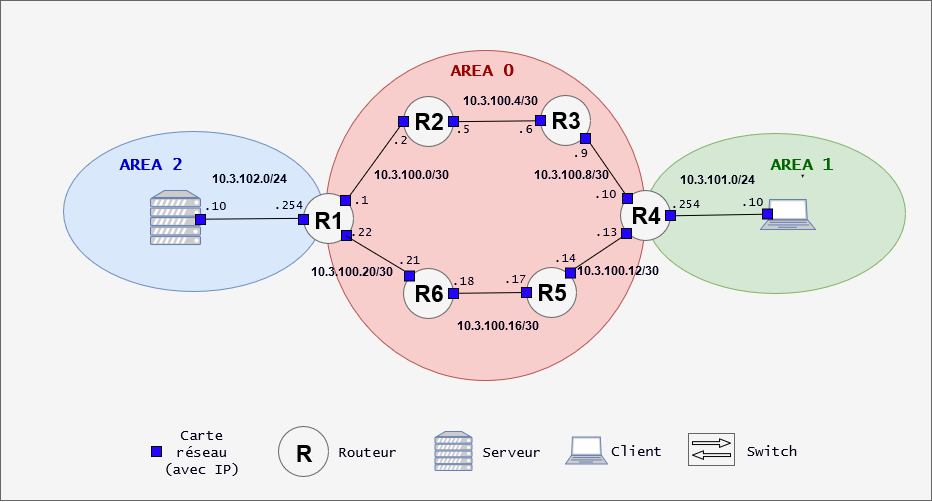 AREA 0
10.3.100.4/30
R2
.5
.6
R3
.2
.9
AREA 2
10.3.102.0/24
10.3.100.0/30
10.3.100.8/30
AREA 1
10.3.101.0/24
.10
.254
R1
.1
.22
.10
.13
R4
.254
.10
.21
10.3.100.20/30
R6
.18
.17
R5
.14
10.3.100.12/30
10.3.100.16/30
Carte
réseau
(avec IP)
R
Routeur
Serveur
Client
Switch